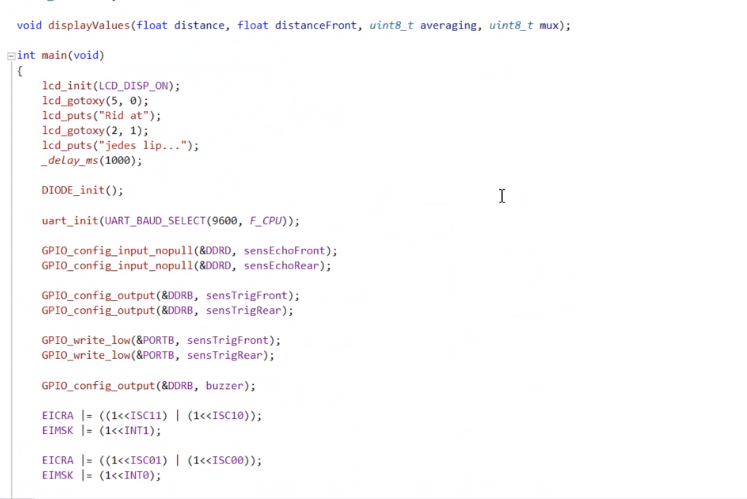 void displayValues(float distance, float distanceFront, uint8_t averaging, uint8_t mux);
int main(void)
{
lcd_init(LCD_DISP_ON);
lcd_gotoxy(5, 0);
lcd_puts("Rid at");
lcd_gotoxy(2, 1);
lcd_puts("jedes lip...");
_delay_ms(1000);
DIODE_init();
uart_init(UART_BAUD_SELECT(9600, F_CPU));
GPIO_config_input_nopull(&DDRD, sensEchoFront);
GPIO_config_input_nopull(&DDRD, sensEchoRear);
GPIO_config_output(&DDRB, sensTrigFront);
GPIO_config_output(&DDRB, sensTrigRear);
GPIO_write_low(&PORTB, sensTrigFront);
GPIO_write_low(&PORTB, sensTrigRear);
GPIO_config_output(&DDRB, buzzer);
EICRA |= ((1<<ISC11) | (1<<ISC10));
EIMSK |= (1<<INT1);
EICRA |= ((1<<ISC01) | (1<<ISC00));
EIMSK |= (1<<INT0);